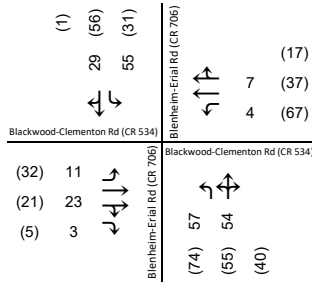 (1) (56) (31)
29 55
Blackwood-Clementon Rd (CR 534)
Blenheim-Erial Rd (CR 706)
(17)
7 (37)
4 (67)
(32) 11
(21) 23
(5) 3
Blenheim-Erial Rd (CR 706)
Blackwood-Clementon Rd (CR 534)
57 54
(74) (55) (40)